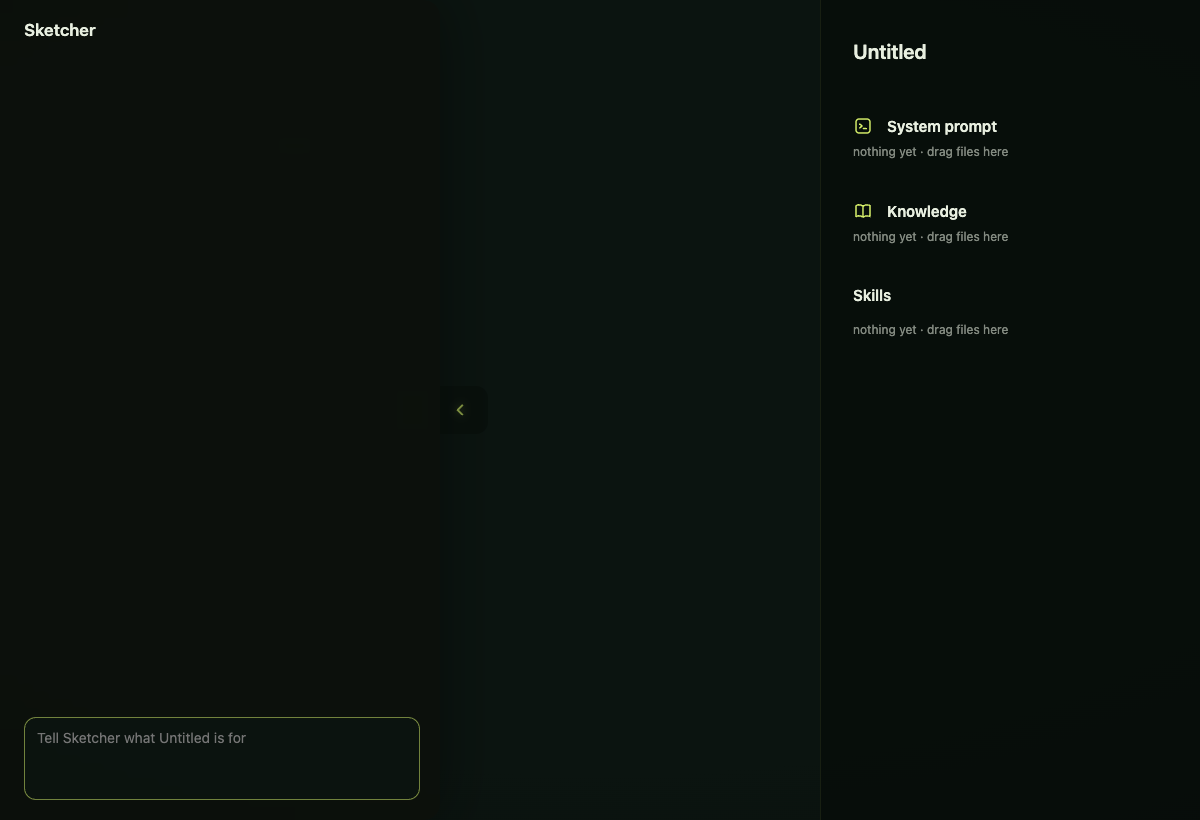 Sketcher
Tell Sketcher what Untitled is for
Untitled
System prompt
nothing yet · drag files here
Knowledge
nothing yet · drag files here
Skills
nothing yet · drag files here